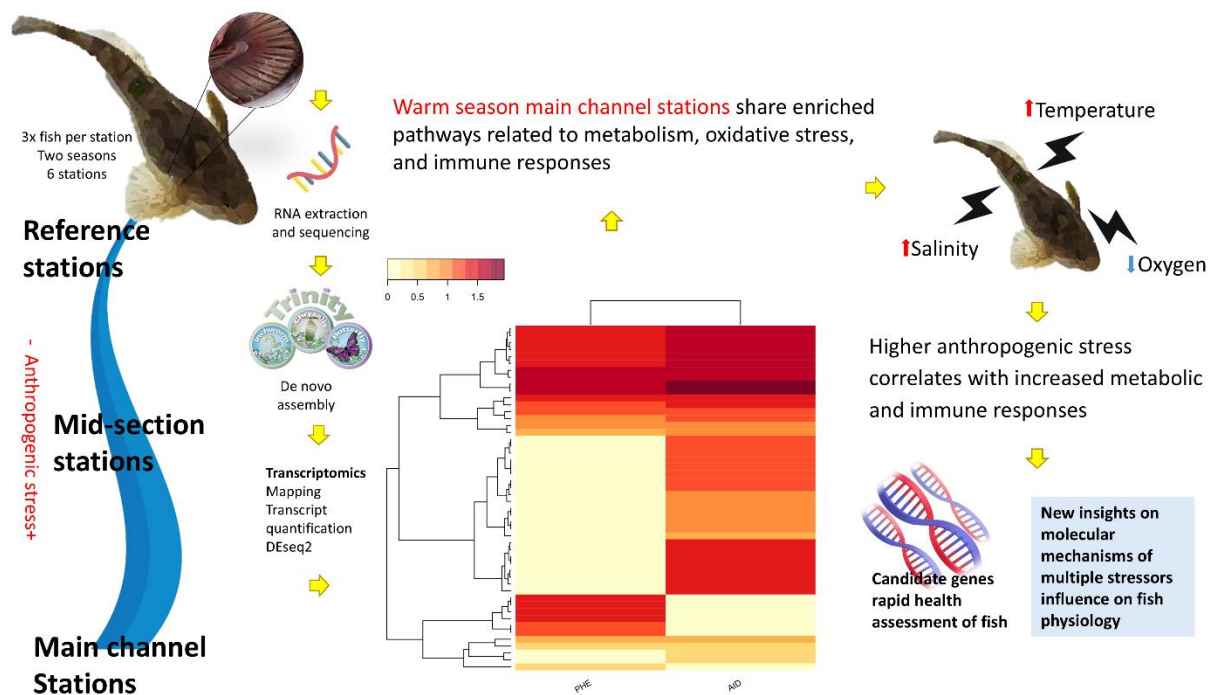 3x fish per station
Two seasons
6 stations
Reference
stations
- Anthropogenic stress+
Mid-section
stations
Main channel
Stations
RNA extraction
and sequencing
Trinity
Inchworm
Chrysalis
Butterfly
De novo
assembly
Transcriptomics
Mapping
Transcript
quantification
DEseq2
Warm season main channel stations share enriched
pathways related to metabolism, oxidative stress,
and immune responses
0 0.5 1 1.5
PHE
AID
Temperature
Salinity
Oxygen
Higher anthropogenic stress
correlates with increased metabolic
and immune responses
Candidate genes
rapid health
assessment of fish
New insights on
molecular
mechanisms of
multiple stressors
influence on fish
physiology